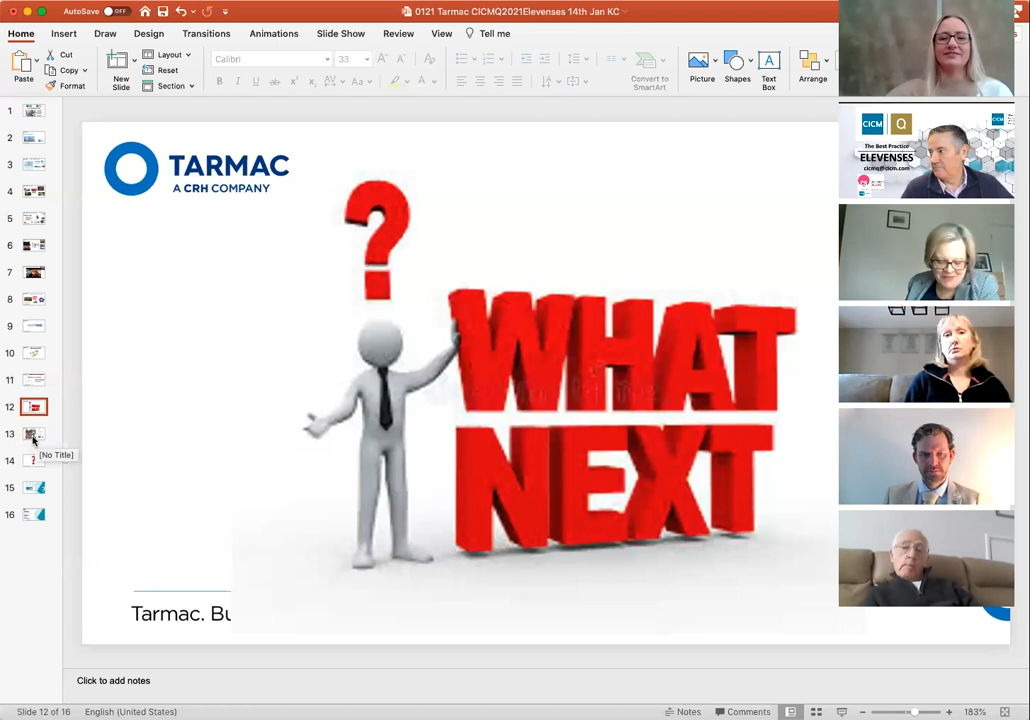 AutoSave OFF
0121 Tarmac CICMQ2021Elevenses 14th Jan KC
Home Insert Draw Design Transitions Animations Slide Show Review View Tell me
Paste
Cut
Copy
Format
New Slide
Layout
Reset
Section
Calibri 33
B I U ab
Convert to SmartArt
Picture
Shapes
Text Box
Arrange
1
2
3
4
5
6
7
8
9
10
11
12
13
[No Title]
14
15
16
TARMAC
A CRH COMPANY
?
WHAT
NEXT
Tarmac. Bu
CICM Q
CICM
The Best Practice
ELEVENSES
cicmq@cicm.com
Click to add notes
Slide 12 of 16 English (United States) Notes Comments 183%